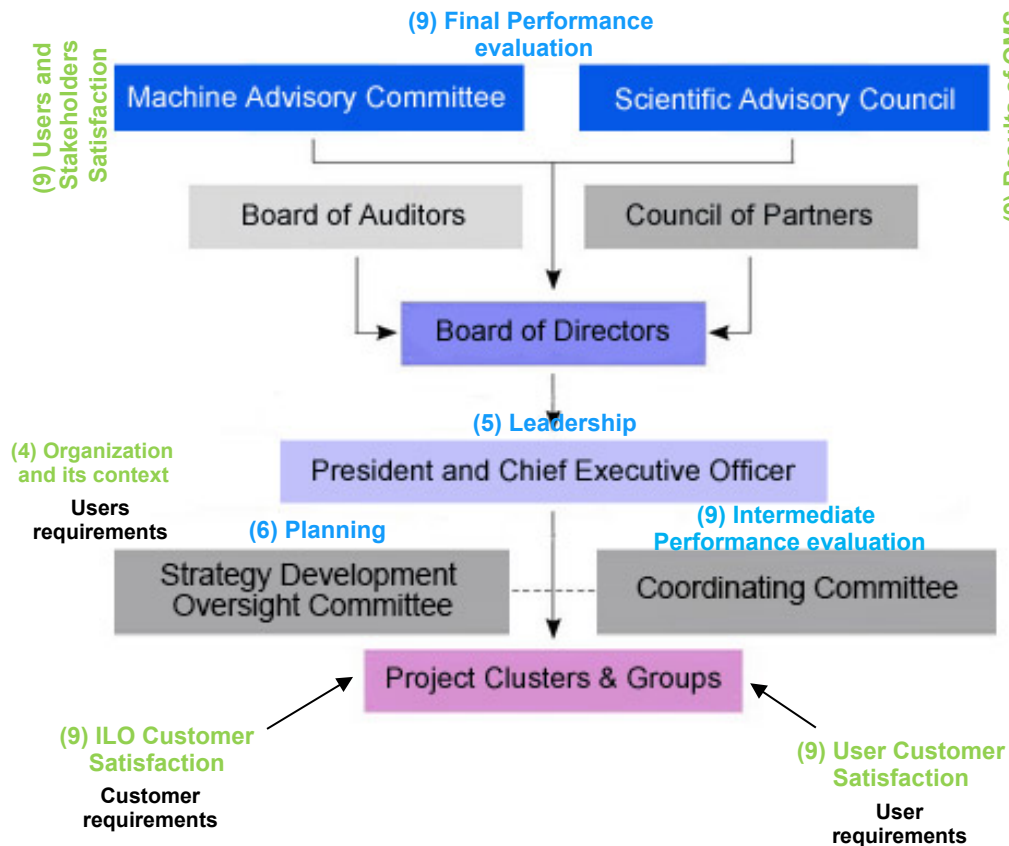 (9) Final Performance
evaluation
(9) Users and
Stakeholders
Satisfaction
Machine Advisory Committee
Scientific Advisory Council
Board of Auditors
Council of Partners
Board of Directors
(5) Leadership
(4) Organization
and its context
President and Chief Executive Officer
Users
requirements
(6) Planning
(9) Intermediate
Performance evaluation
Strategy Development
Oversight Committee
Coordinating Committee
Project Clusters & Groups
(9) ILO Customer
Satisfaction
Customer
requirements
(9) User Customer
Satisfaction
User
requirements